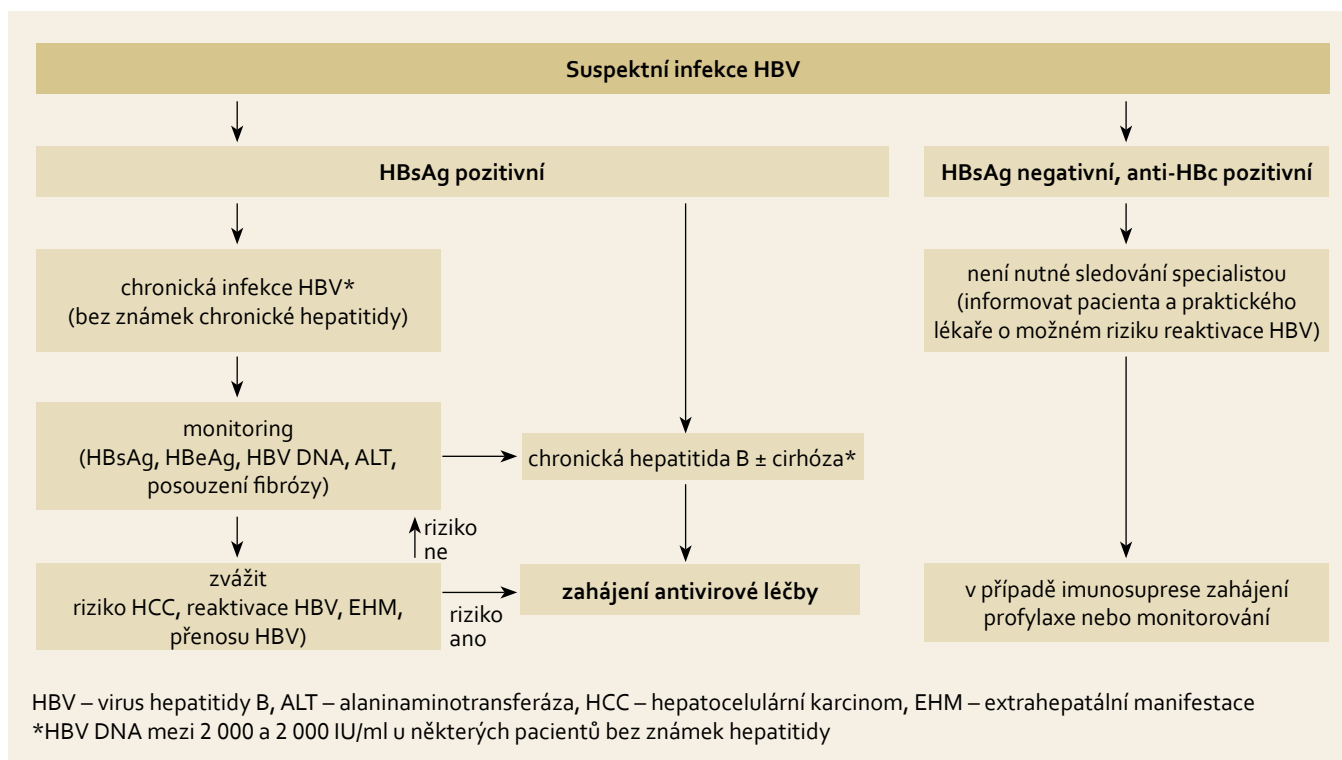 Suspektní infekce HBV
HBsAg pozitivní
HBsAg negativní, anti-HBc pozitivní
chronická infekce HBV*
(bez známek chronické hepatitidy)
není nutné sledování specialistou
(informovat pacienta a praktického
lékaře o možném riziku reaktivace HBV)
monitoring
(HBsAg, HBeAg, HBV DNA, ALT,
posouzení fibrózy)
chronická hepatitida B ± cirhóza*
riziko
ne
zvážit
riziko HCC, reaktivace HBV, EHM,
přenosu HBV)
riziko
ano
zahájení antivirové léčby
v případě imunosuprese zahájení
profylaxe nebo monitorování
HBV – virus hepatitidy B, ALT – alaninaminotransferáza, HCC – hepatocelulární karcinom, EHM – extrahepatální manifestace
*HBV DNA mezi 2 000 a 2 000 IU/ml u některých pacientů bez známek hepatitidy